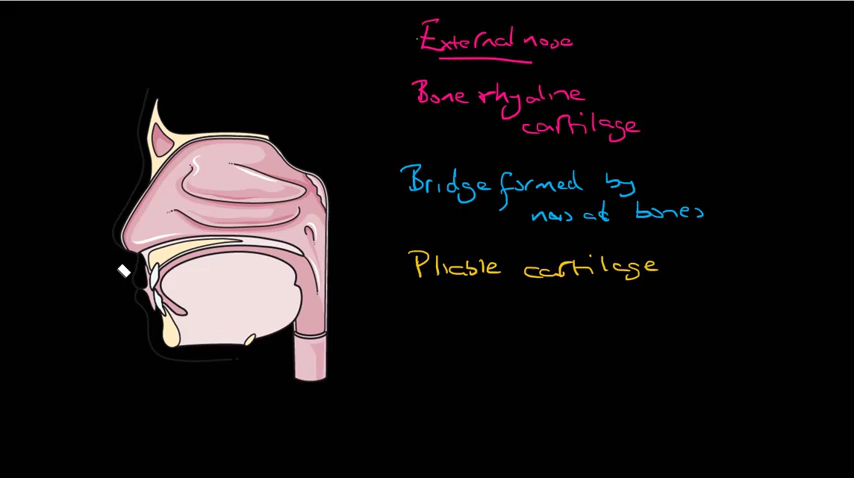 External nose
Bone + hyaline
cartilage
Bridge formed by
nasal bones
Pliable cartilage